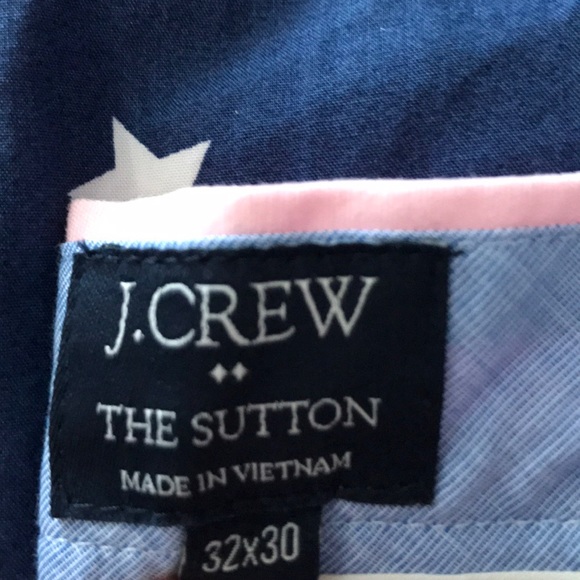 J.CREW
THE SUTTON
MADE IN VIETNAM
32x30